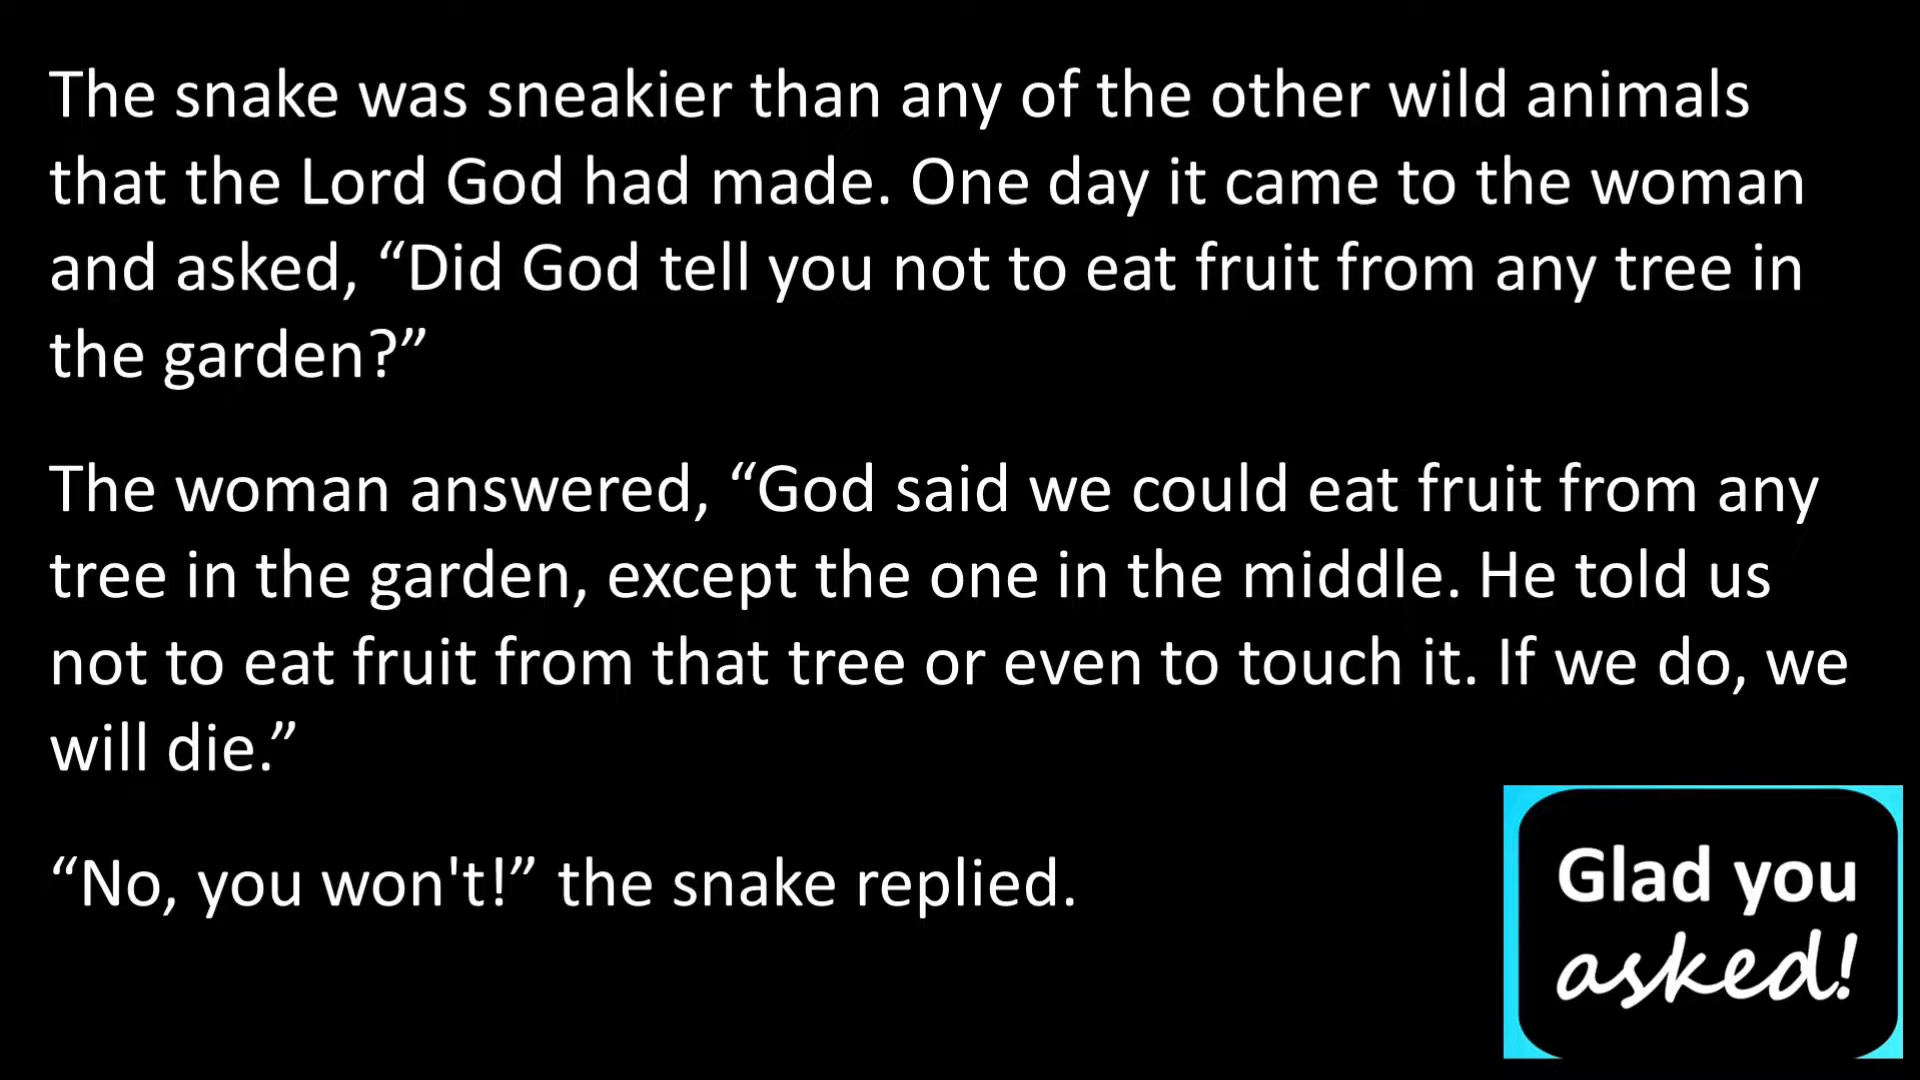 The snake was sneakier than any of the other wild animals
that the Lord God had made. One day it came to the woman
and asked, “Did God tell you not to eat fruit from any tree in
the garden?”
The woman answered, “God said we could eat fruit from any
tree in the garden, except the one in the middle. He told us
not to eat fruit from that tree or even to touch it. If we do, we
will die.”
“No, you won't!” the snake replied.
Glad you
asked!